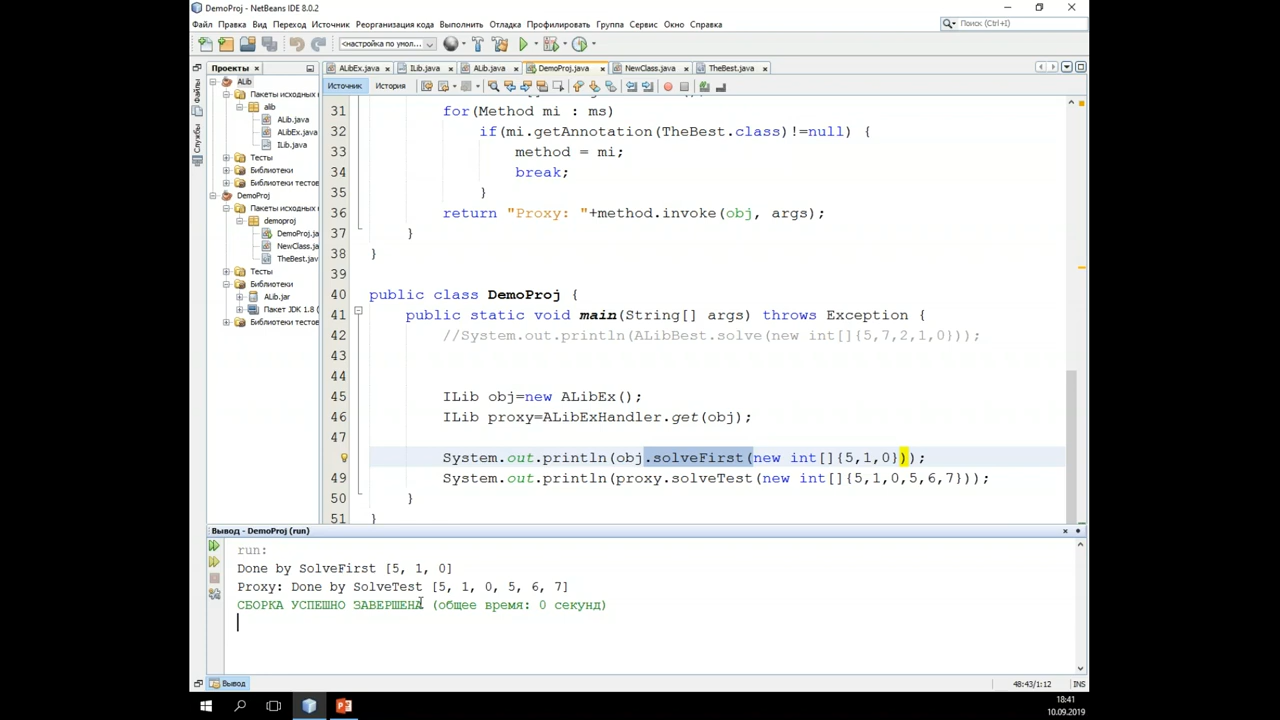 DemoProj - NetBeans IDE 8.0.2
Файл Правка Вид Переход Источник Реорганизация кода Выполнить Отладка Профилировать Группа Сервис Окно Справка
Поиск (Ctrl+I)
<настройка по умол...
Проекты ALibEx.java ILib.java ALib.java DemoProj.java NewClass.java TheBest.java
Источник История
Файлы
Службы
ALib
Пакеты исходных
alib
ALib.java
ALibEx.java
ILib.java
Тесты
Библиотеки
Библиотеки тестов
DemoProj
Пакеты исходных
demoproj
DemoProj.ja
NewClass.ja
TheBest.jav
Тесты
Библиотеки
ALib.jar
Пакет JDK 1.8 (
Библиотеки тестов
31 for(Method mi : ms)
32 if(mi.getAnnotation(TheBest.class)!=null) {
33 method = mi;
34 break;
35 }
36 return "Proxy: "+method.invoke(obj, args);
37 }
38 }
39
40 public class DemoProj {
41 public static void main(String[] args) throws Exception {
42 //System.out.println(ALibBest.solve(new int[]{5,7,2,1,0}));
43
44
45 ILib obj=new ALibEx();
46 ILib proxy=ALibExHandler.get(obj);
47
System.out.println(obj.solveFirst(new int[]{5,1,0}));
49 System.out.println(proxy.solveTest(new int[]{5,1,0,5,6,7}));
50 }
51 }
Вывод - DemoProj (run)
run:
Done by SolveFirst [5, 1, 0]
Proxy: Done by SolveTest [5, 1, 0, 5, 6, 7]
СБОРКА УСПЕШНО ЗАВЕРШЕНА (общее время: 0 секунд)
Вывод
48:43/1:12 INS
18:41
10.09.2019